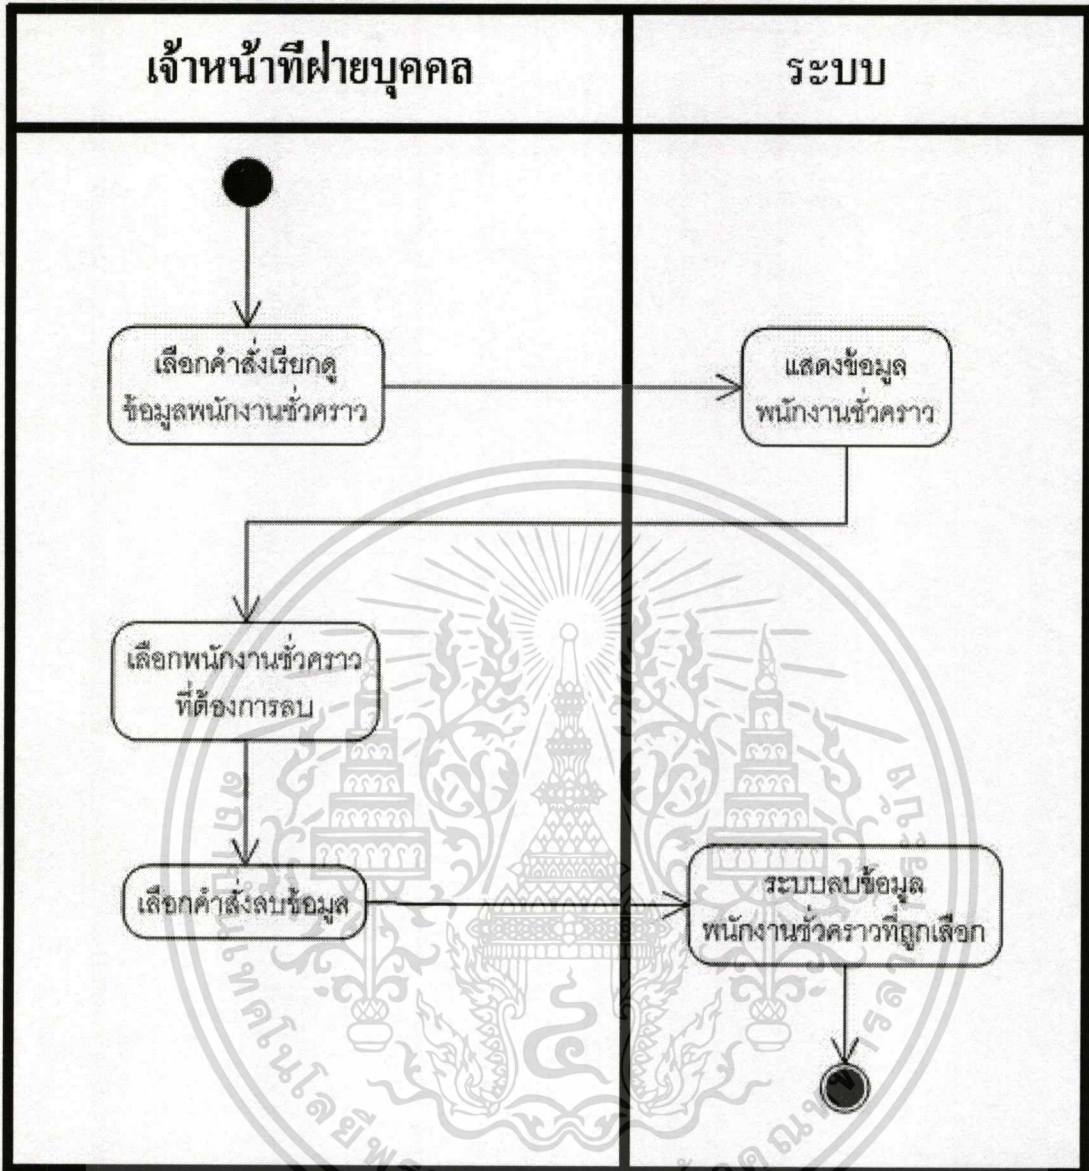 เจ้าหน้าที่ฝ่ายบุคคล
ระบบ
เลือกคำสั่งเรียกดู
ข้อมูลพนักงานชั่วคราว
แสดงข้อมูล
พนักงานชั่วคราว
เลือกพนักงานชั่วคราว
ที่ต้องการลบ
เลือกคำสั่งลบข้อมูล
ระบบลบข้อมูล
พนักงานชั่วคราวที่ถูกเลือก